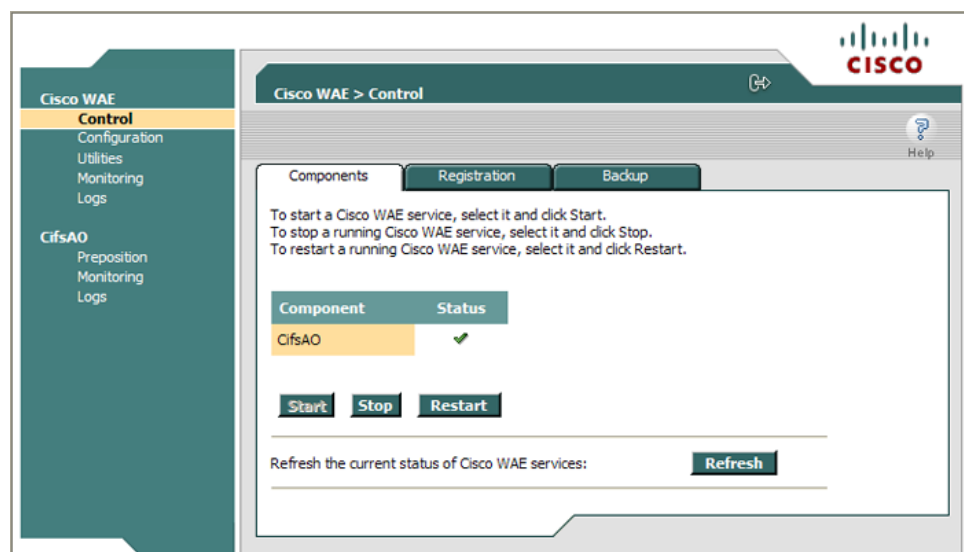 CISCO
Cisco WAE > Control
Help
Cisco WAE
Control
Configuration
Utilities
Monitoring
Logs
CifsAO
Preposition
Monitoring
Logs
Components Registration Backup
To start a Cisco WAE service, select it and click Start.
To stop a running Cisco WAE service, select it and click Stop.
To restart a running Cisco WAE service, select it and click Restart.
Component Status
CifsAO
Start Stop Restart
Refresh the current status of Cisco WAE services: Refresh